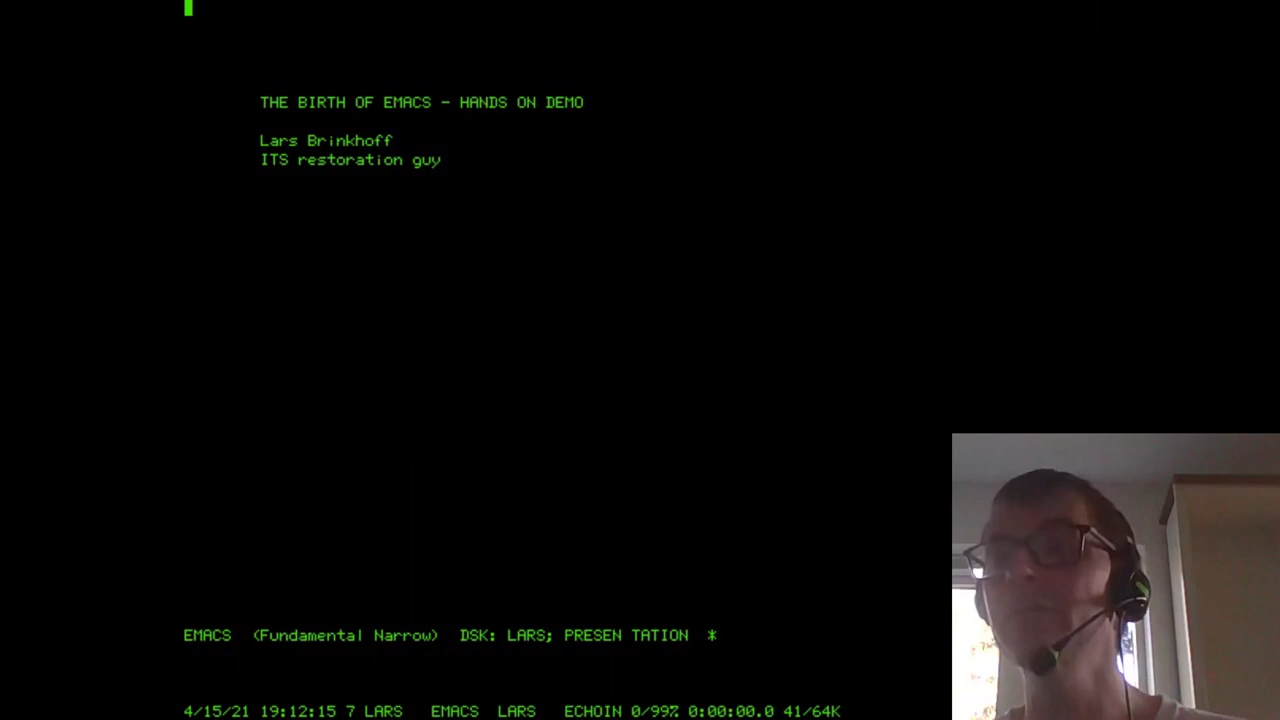 THE BIRTH OF EMACS - HANDS ON DEMO
Lars Brinkhoff
ITS restoration guy
EMACS (Fundamental Narrow) DSK: LARS; PRESEN TATION *
4/15/21 19:12:15 7 LARS EMACS LARS ECHOIN 0/99% 0:00:00.0 41/64K